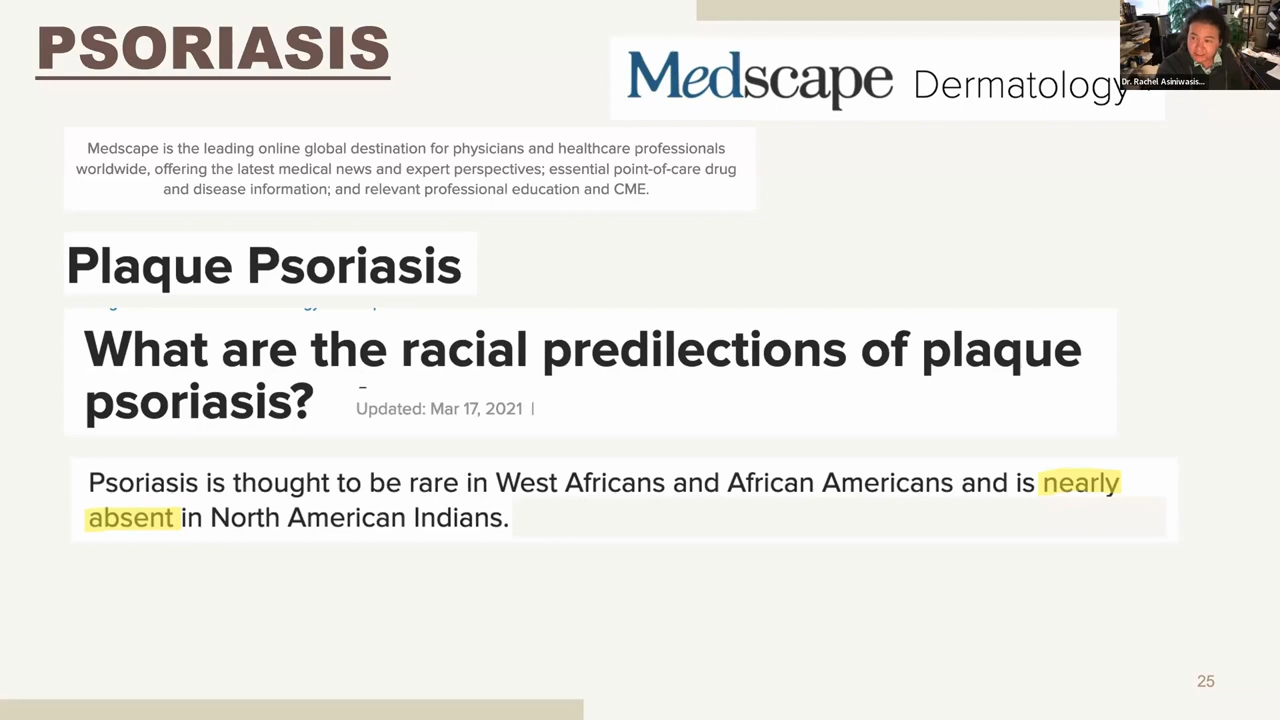 PSORIASIS
Medscape Dermatology
Dr. Rachel Asiniwasis...
Medscape is the leading online global destination for physicians and healthcare professionals
worldwide, offering the latest medical news and expert perspectives; essential point-of-care drug
and disease information; and relevant professional education and CME.
Plaque Psoriasis
What are the racial predilections of plaque
psoriasis?
Updated: Mar 17, 2021 |
Psoriasis is thought to be rare in West Africans and African Americans and is nearly
absent in North American Indians.
25